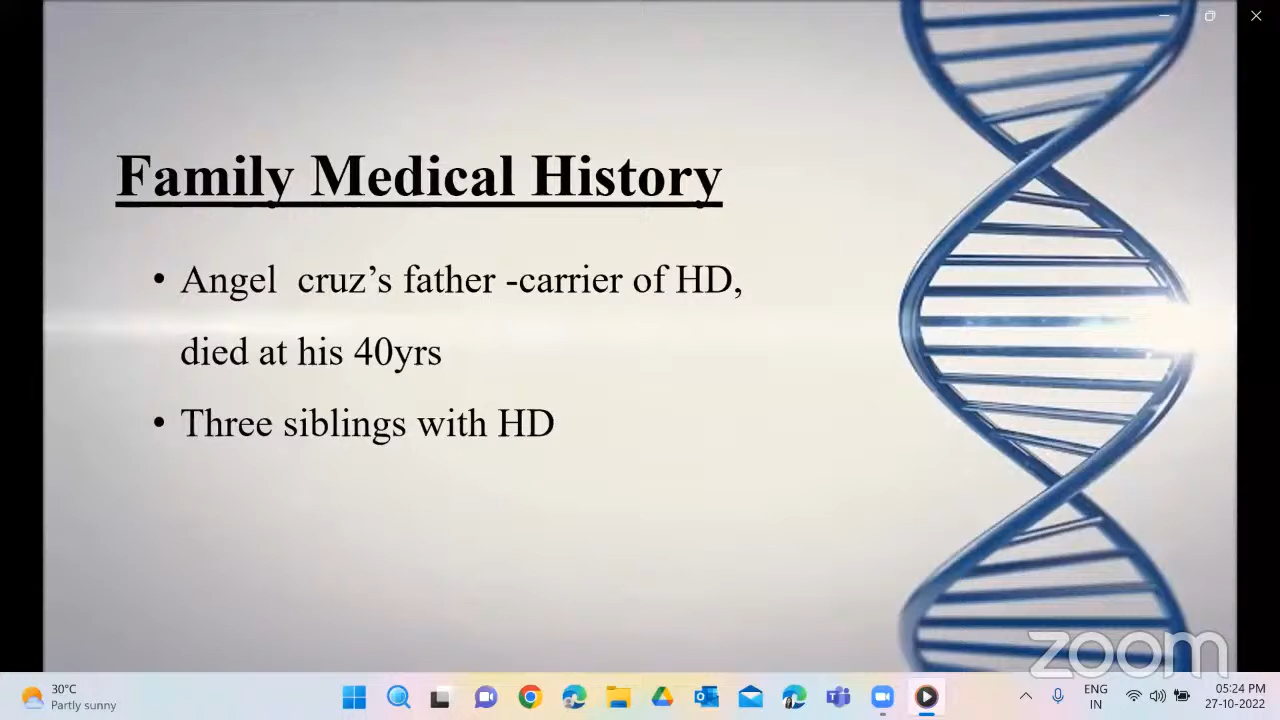 Family Medical History
• Angel cruz’s father -carrier of HD,
died at his 40yrs
• Three siblings with HD
zoom
30°C
Partly sunny
ENG
IN
05:24 PM
27-10-2022